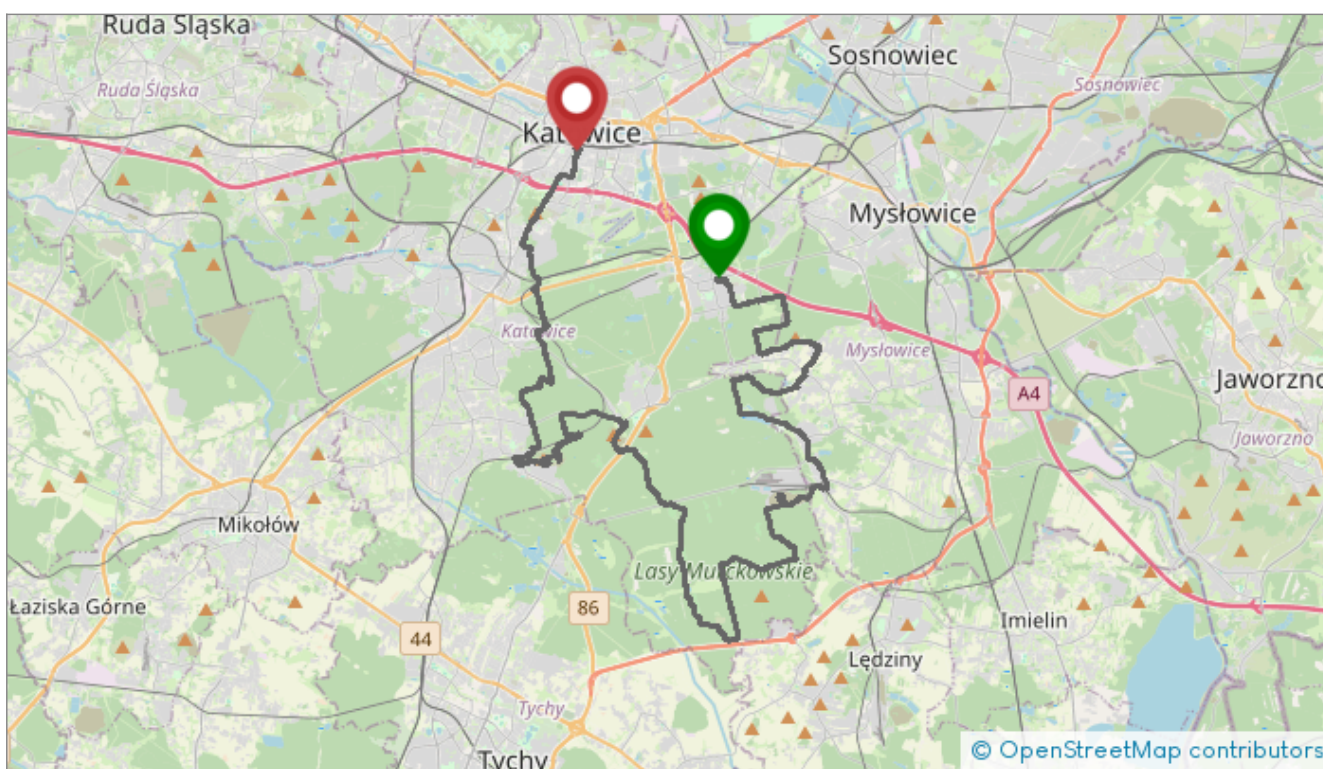 Ruda Śląska
Sosnowiec
Ruda Śląska
Sosnowiec
Katowice
Mysłowice
Katowice
Mysłowice
Jaworzno
A4
Jaworzno
Mikołów
Lasy Murckowskie
Łaziska Górne
86
Imielin
44
Lędziny
Tychy
Tychy
© OpenStreetMap contributors